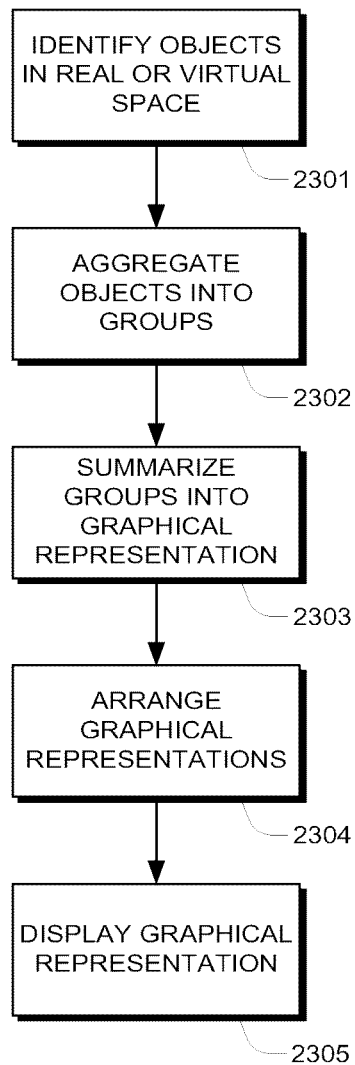 IDENTIFY OBJECTS
IN REAL OR VIRTUAL
SPACE
2301
AGGREGATE
OBJECTS INTO
GROUPS
2302
SUMMARIZE
GROUPS INTO
GRAPHICAL
REPRESENTATION
2303
ARRANGE
GRAPHICAL
REPRESENTATIONS
2304
DISPLAY GRAPHICAL
REPRESENTATION
2305